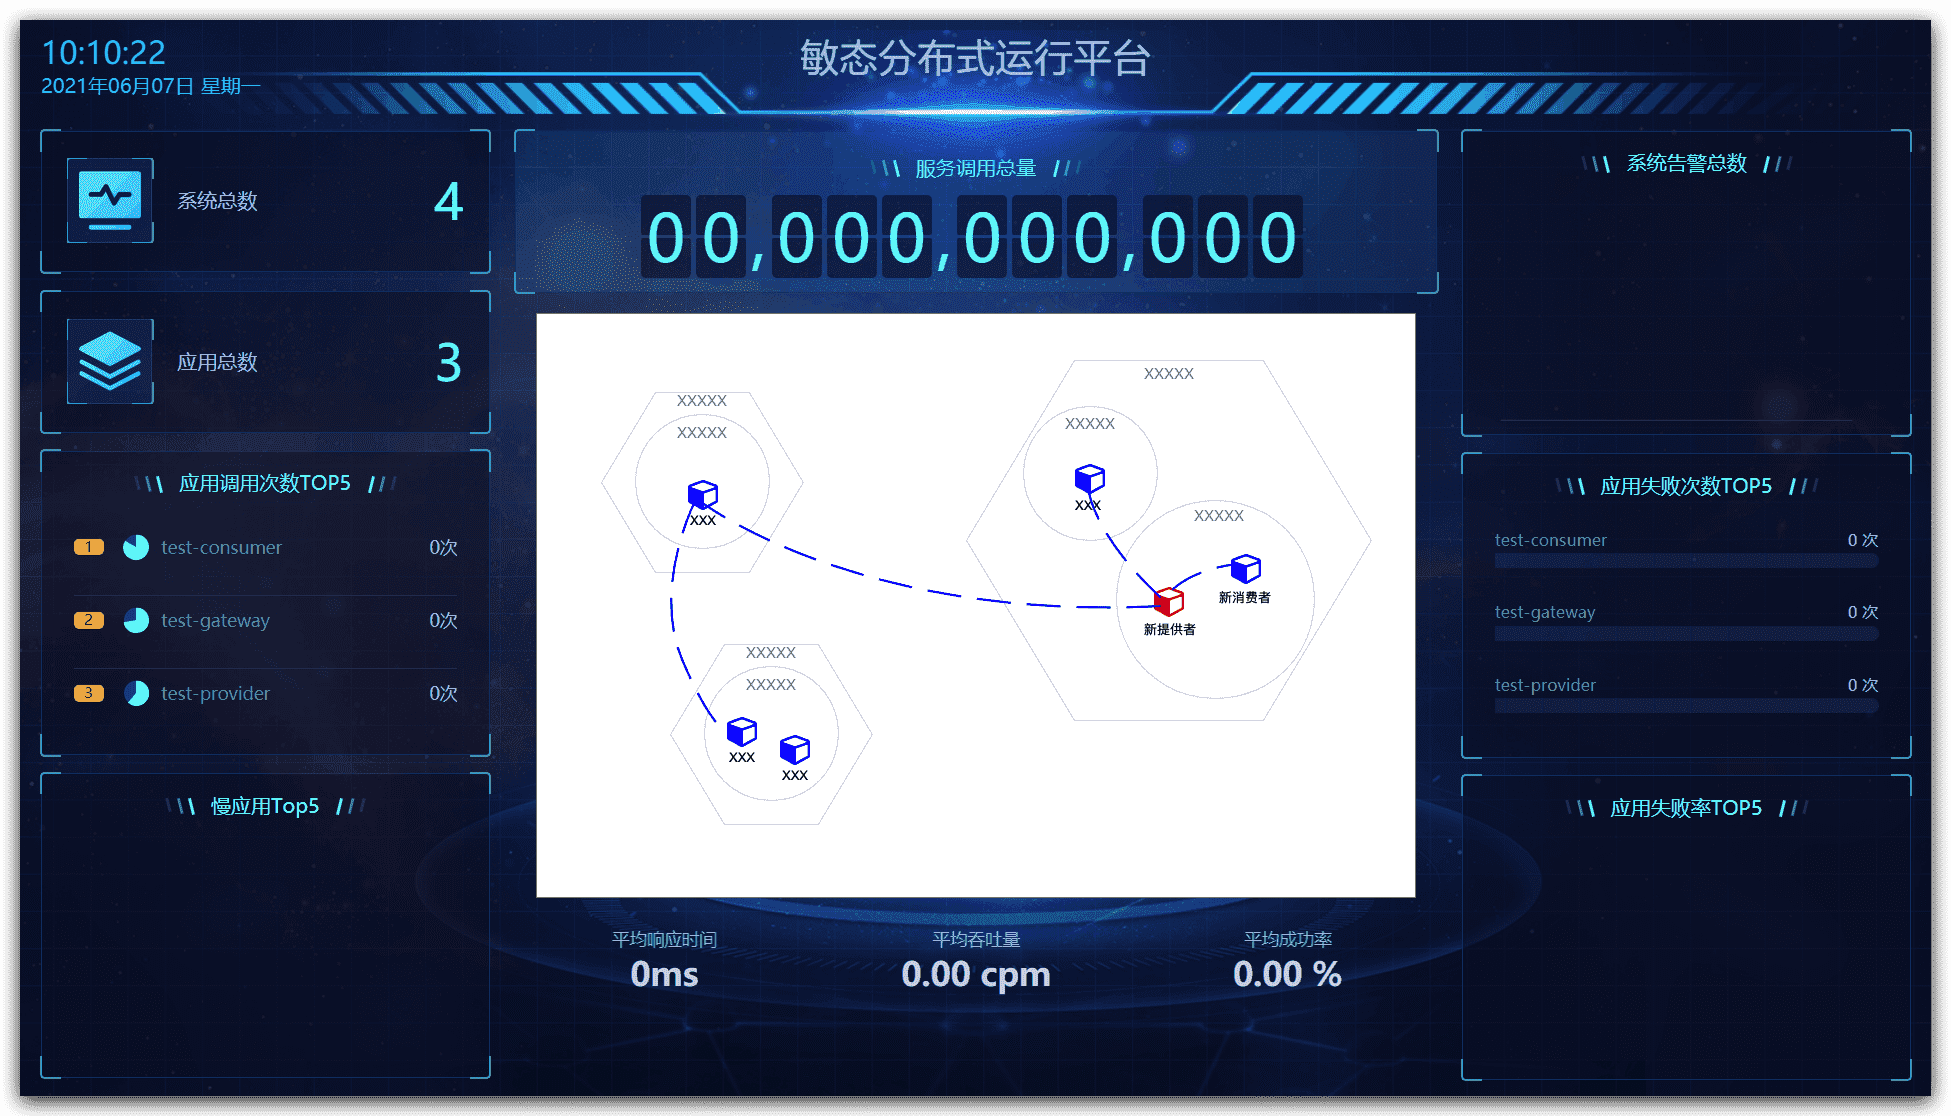 10:10:22
2021年06月07日 星期一
敏态分布式运行平台
系统总数
4
应用总数
3
应用调用次数TOP5
1 test-consumer 0次
2 test-gateway 0次
3 test-provider 0次
慢应用Top5
服务调用总量
00,000,000,000
XXXXX
XXXXX
XXX
XXXXX
XXXXX
XXX
XXXXX
新消费者
新提供者
XXXXX
XXXXX
XXX
XXX
平均响应时间
0ms
平均吞吐量
0.00 cpm
平均成功率
0.00 %
系统告警总数
应用失败次数TOP5
test-consumer 0 次
test-gateway 0 次
test-provider 0 次
应用失败率TOP5